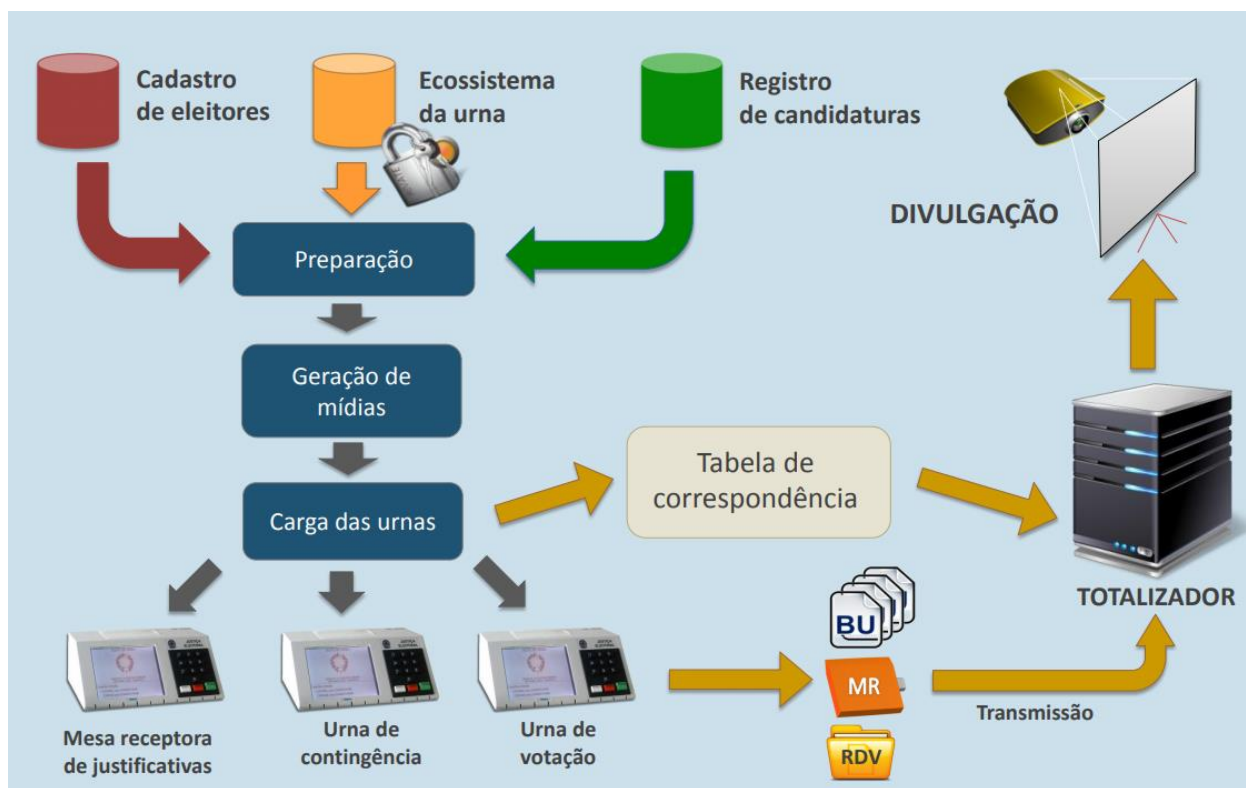 Cadastro
de eleitores
Ecossistema
da urna
Registro
de candidaturas
DIVULGAÇÃO
Preparação
Geração de
mídias
Carga das urnas
Tabela de
correspondência
TOTALIZADOR
BU
MR
RDV
Transmissão
Mesa receptora
de justificativas
Urna de
contingência
Urna de
votação